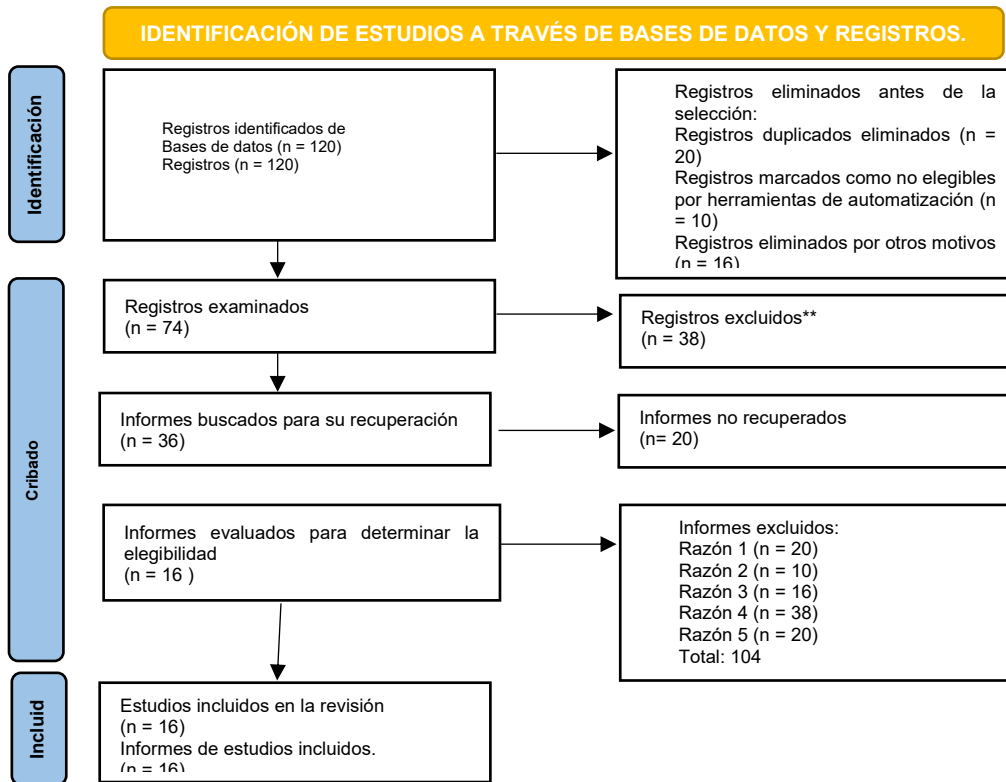 IDENTIFICACIÓN DE ESTUDIOS A TRAVÉS DE BASES DE DATOS Y REGISTROS.
Identificación
Registros identificados de
Bases de datos (n = 120)
Registros (n = 120)
Registros eliminados antes de la
selección:
Registros duplicados eliminados (n =
20)
Registros marcados como no elegibles
por herramientas de automatización (n
= 10)
Registros eliminados por otros motivos
(n = 16)
Cribado
Registros examinados
(n = 74)
Registros excluidos**
(n = 38)
Informes buscados para su recuperación
(n = 36)
Informes no recuperados
(n= 20)
Informes evaluados para determinar la
elegibilidad
(n = 16 )
Informes excluidos:
Razón 1 (n = 20)
Razón 2 (n = 10)
Razón 3 (n = 16)
Razón 4 (n = 38)
Razón 5 (n = 20)
Total: 104
Incluid
Estudios incluidos en la revisión
(n = 16)
Informes de estudios incluidos.
(n = 16)